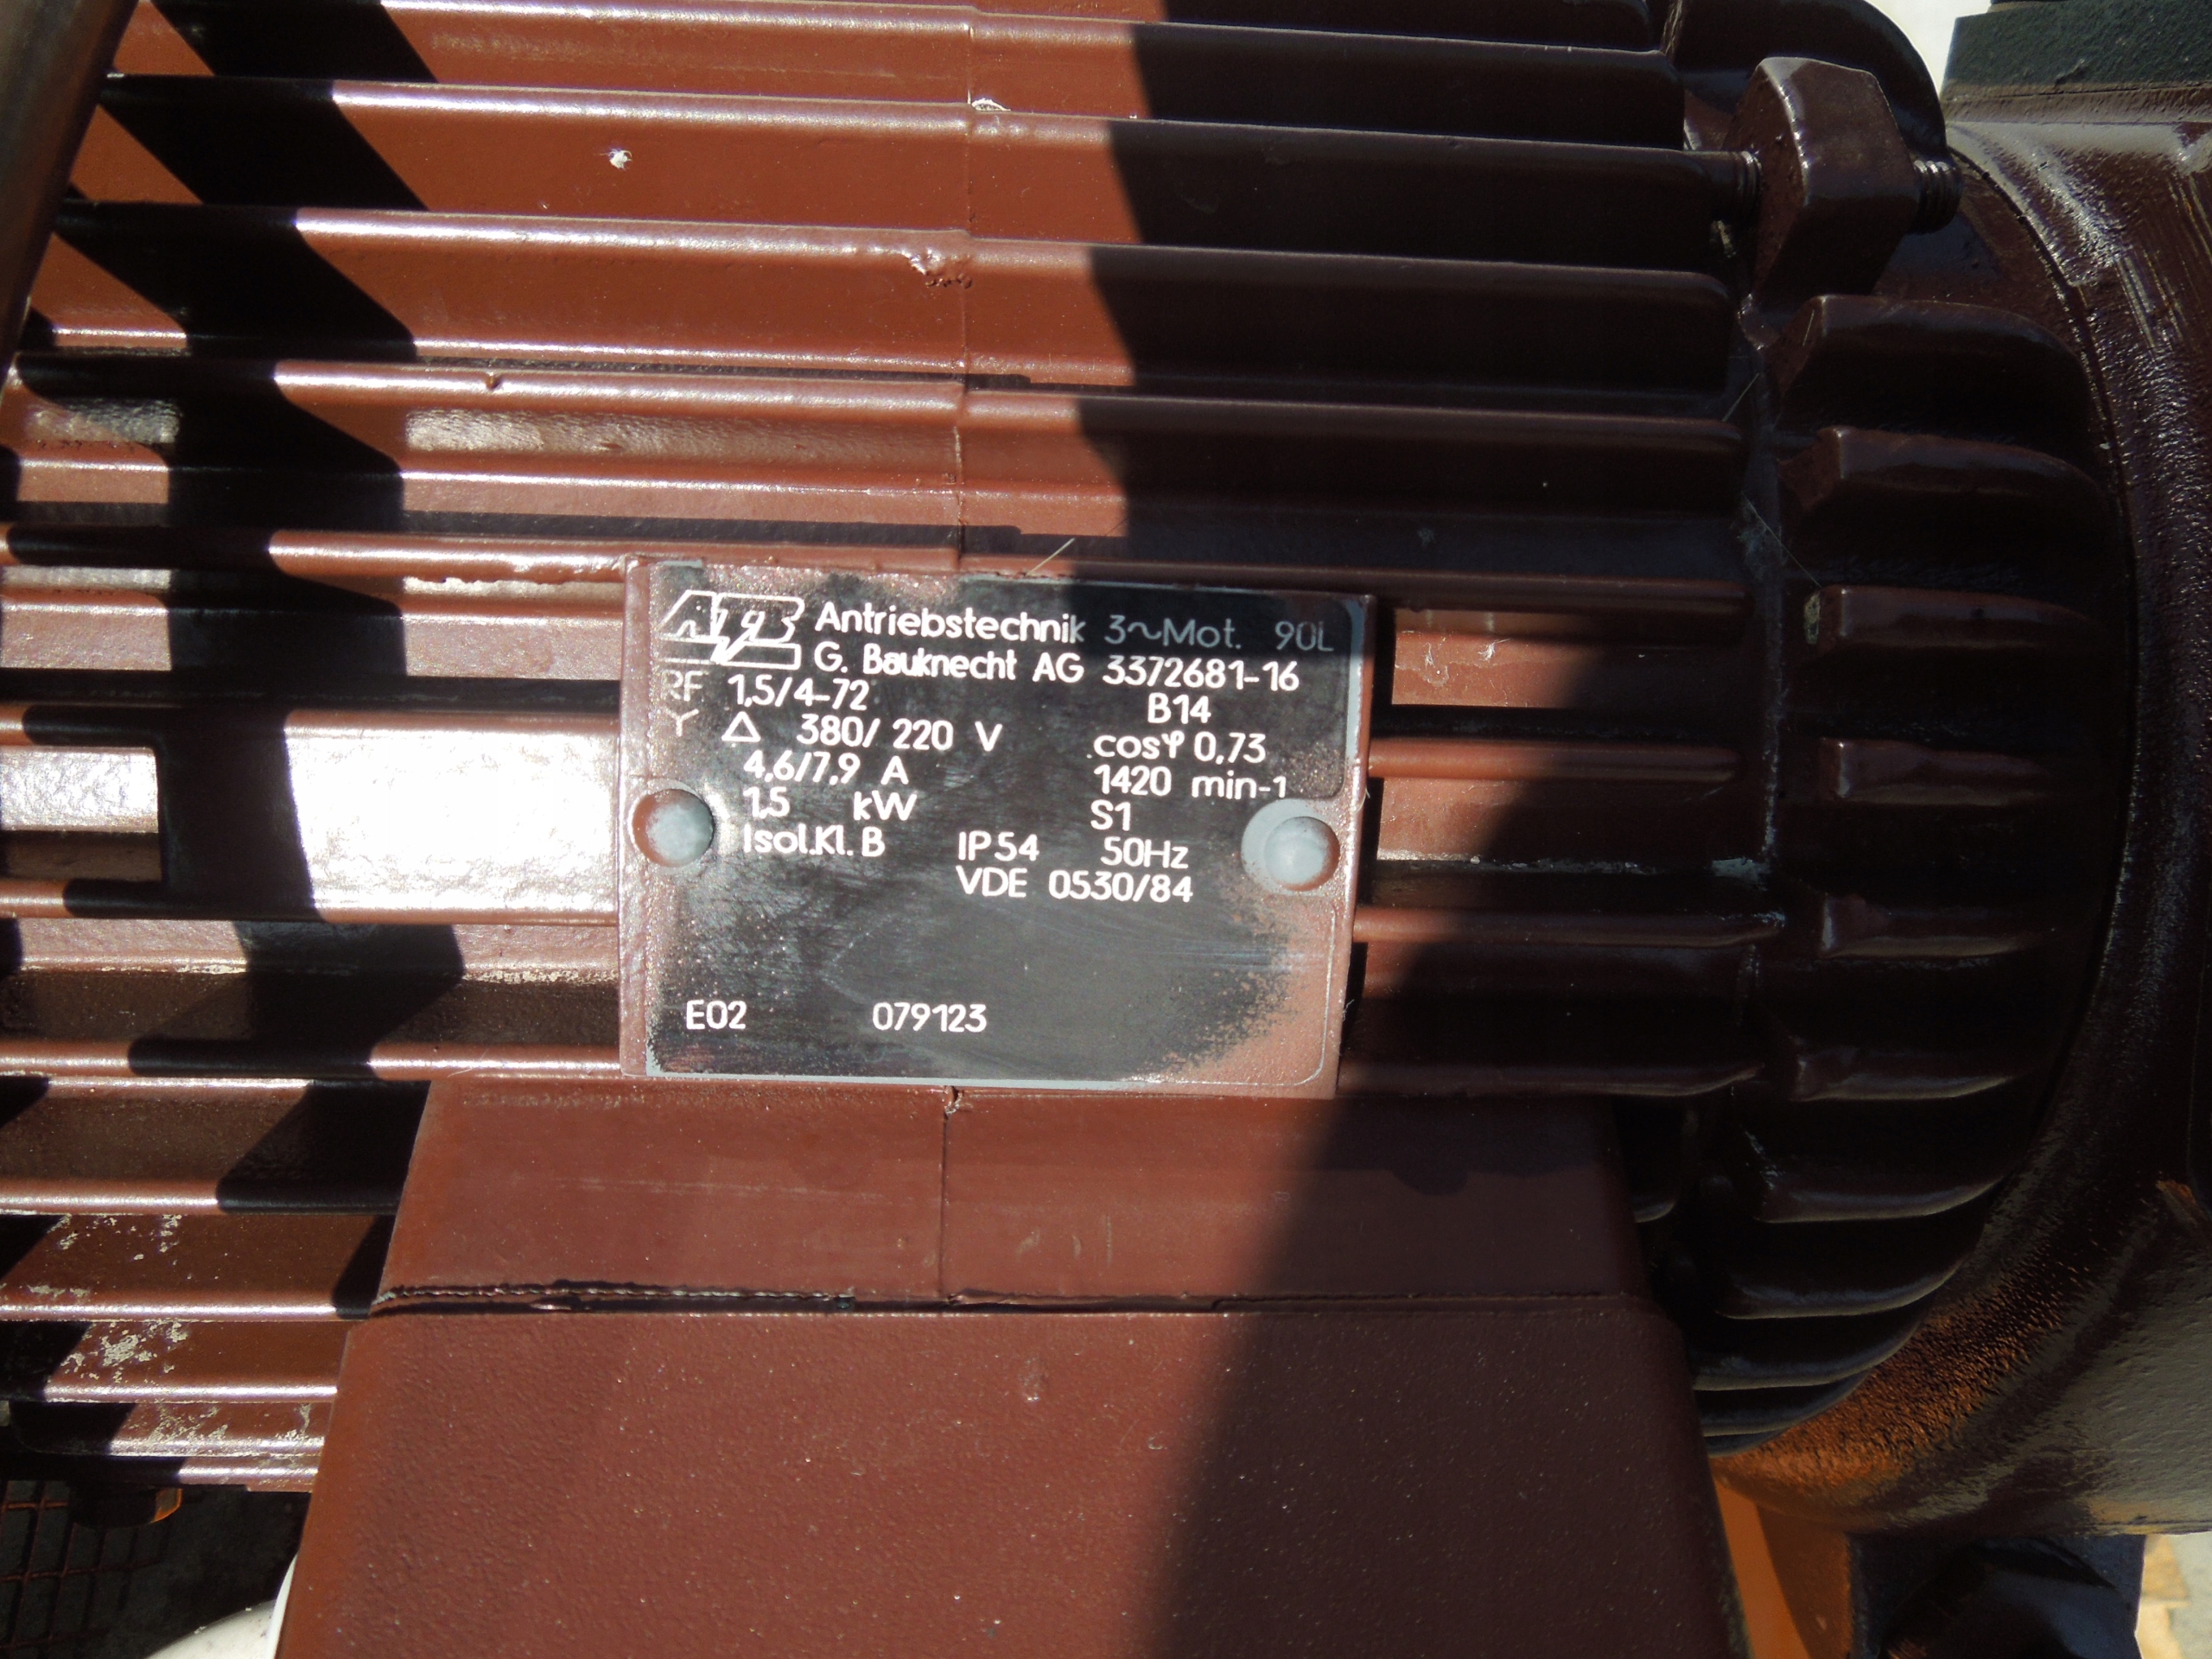 ATB Antriebstechnik 3~Mot. 90L
G. Bauknecht AG 3372681-16
RF 1,5/4-72 B14
Y △ 380/220 V cosφ 0,73
4,6/7,9 A 1420 min-1
1,5 kW S1
Isol.Kl. B IP54 50Hz
VDE 0530/84
E02 079123